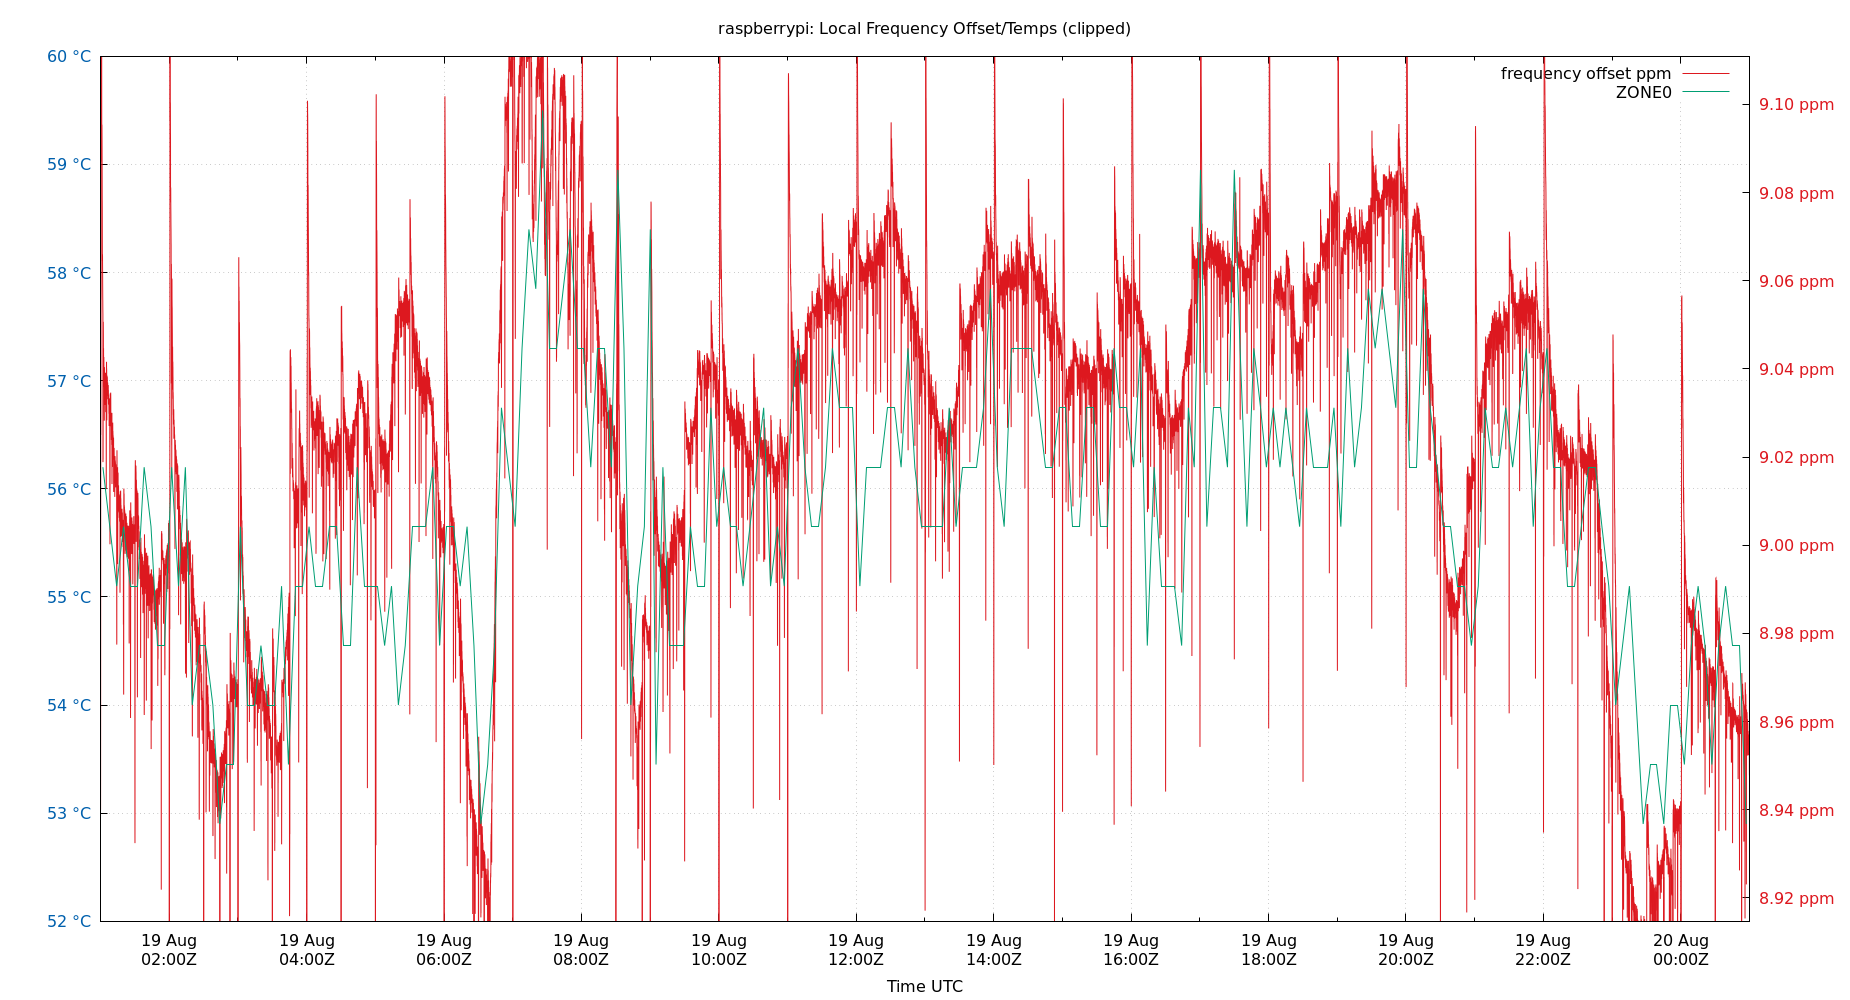 raspberrypi: Local Frequency Offset/Temps (clipped)
60 °C
59 °C
58 °C
57 °C
56 °C
55 °C
54 °C
53 °C
52 °C
frequency offset ppm
ZONE0
9.10 ppm
9.08 ppm
9.06 ppm
9.04 ppm
9.02 ppm
9.00 ppm
8.98 ppm
8.96 ppm
8.94 ppm
8.92 ppm
19 Aug 19 Aug 19 Aug 19 Aug 19 Aug 19 Aug 19 Aug 19 Aug 19 Aug 19 Aug 19 Aug 20 Aug
02:00Z 04:00Z 06:00Z 08:00Z 10:00Z 12:00Z 14:00Z 16:00Z 18:00Z 20:00Z 22:00Z 00:00Z
Time UTC